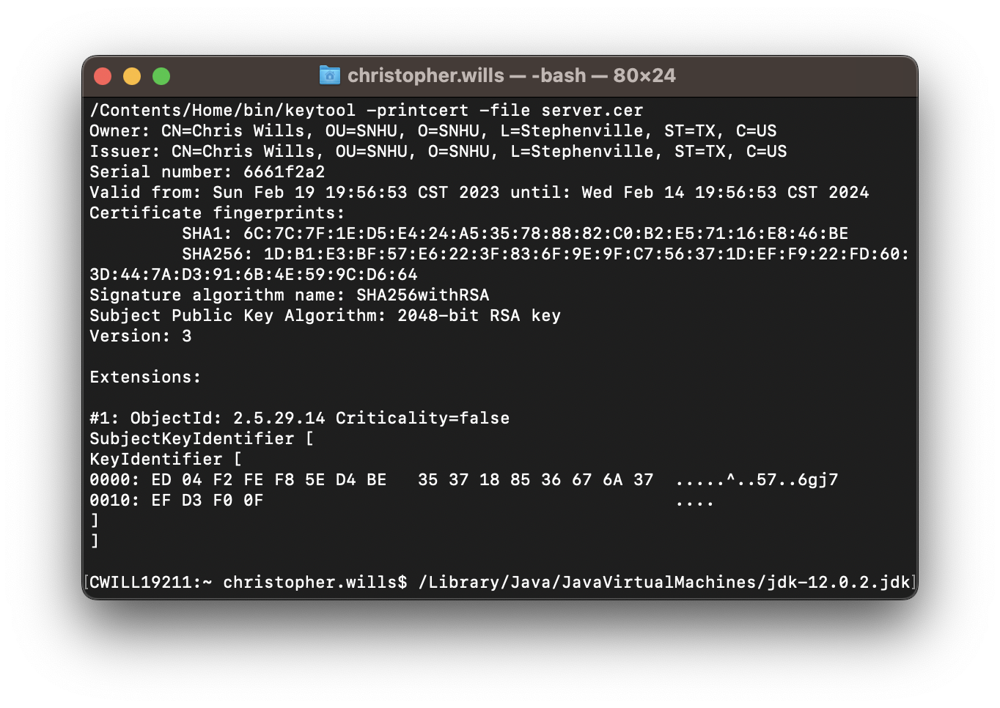 christopher.wills — -bash — 80×24
/Contents/Home/bin/keytool -printcert -file server.cer
Owner: CN=Chris Wills, OU=SNHU, O=SNHU, L=Stephenville, ST=TX, C=US
Issuer: CN=Chris Wills, OU=SNHU, O=SNHU, L=Stephenville, ST=TX, C=US
Serial number: 6661f2a2
Valid from: Sun Feb 19 19:56:53 CST 2023 until: Wed Feb 14 19:56:53 CST 2024
Certificate fingerprints:
         SHA1: 6C:7C:7F:1E:D5:E4:24:A5:35:78:88:82:C0:B2:E5:71:16:E8:46:BE
         SHA256: 1D:B1:E3:BF:57:E6:22:3F:83:6F:9E:9F:C7:56:37:1D:EF:F9:22:FD:60:
3D:44:7A:D3:91:6B:4E:59:9C:D6:64
Signature algorithm name: SHA256withRSA
Subject Public Key Algorithm: 2048-bit RSA key
Version: 3
Extensions:
#1: ObjectId: 2.5.29.14 Criticality=false
SubjectKeyIdentifier [
KeyIdentifier [
0000: ED 04 F2 FE F8 5E D4 BE   35 37 18 85 36 67 6A 37  .....^..57..6gj7
0010: EF D3 F0 0F                                        ....
]
]
[CWILL19211:~ christopher.wills$ /Library/Java/JavaVirtualMachines/jdk-12.0.2.jdk]